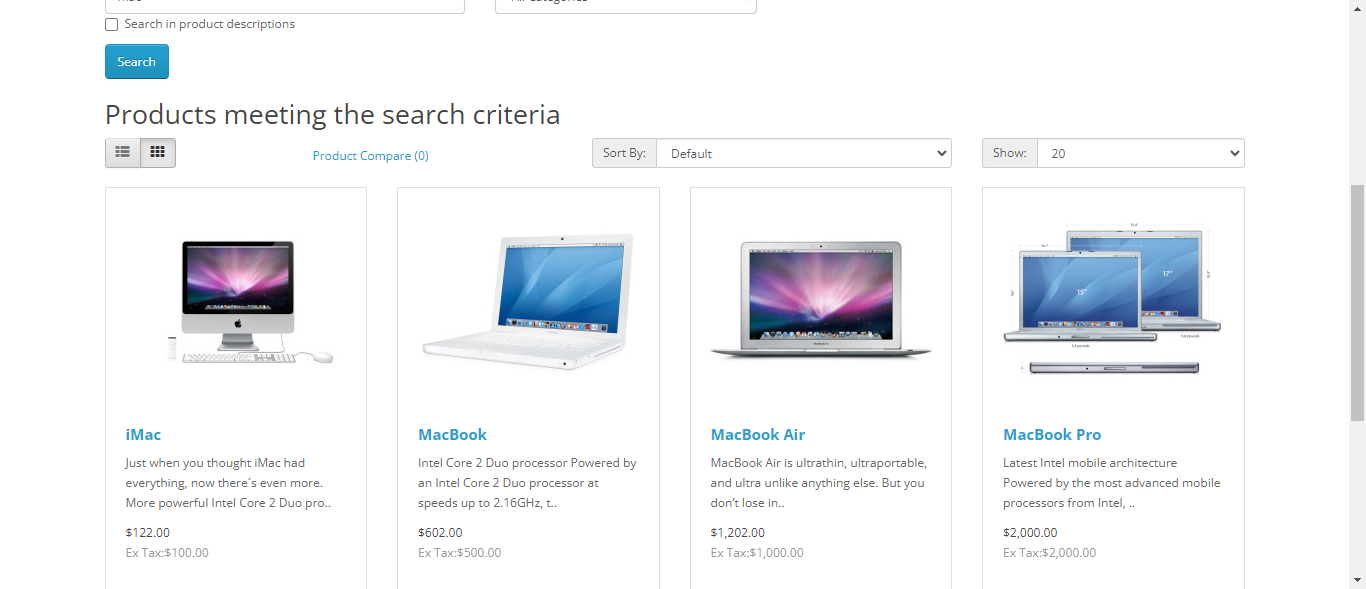 Search in product descriptions
Search
Products meeting the search criteria
Product Compare (0)
Sort By: Default
Show: 20
15"
17"
iMac
Just when you thought iMac had
everything, now there´s even more.
More powerful Intel Core 2 Duo pro..
$122.00
Ex Tax:$100.00
MacBook
Intel Core 2 Duo processor Powered by
an Intel Core 2 Duo processor at
speeds up to 2.16GHz, t..
$602.00
Ex Tax:$500.00
MacBook Air
MacBook Air is ultrathin, ultraportable,
and ultra unlike anything else. But you
don't lose in..
$1,202.00
Ex Tax:$1,000.00
MacBook Pro
Latest Intel mobile architecture
Powered by the most advanced mobile
processors from Intel, ..
$2,000.00
Ex Tax:$2,000.00